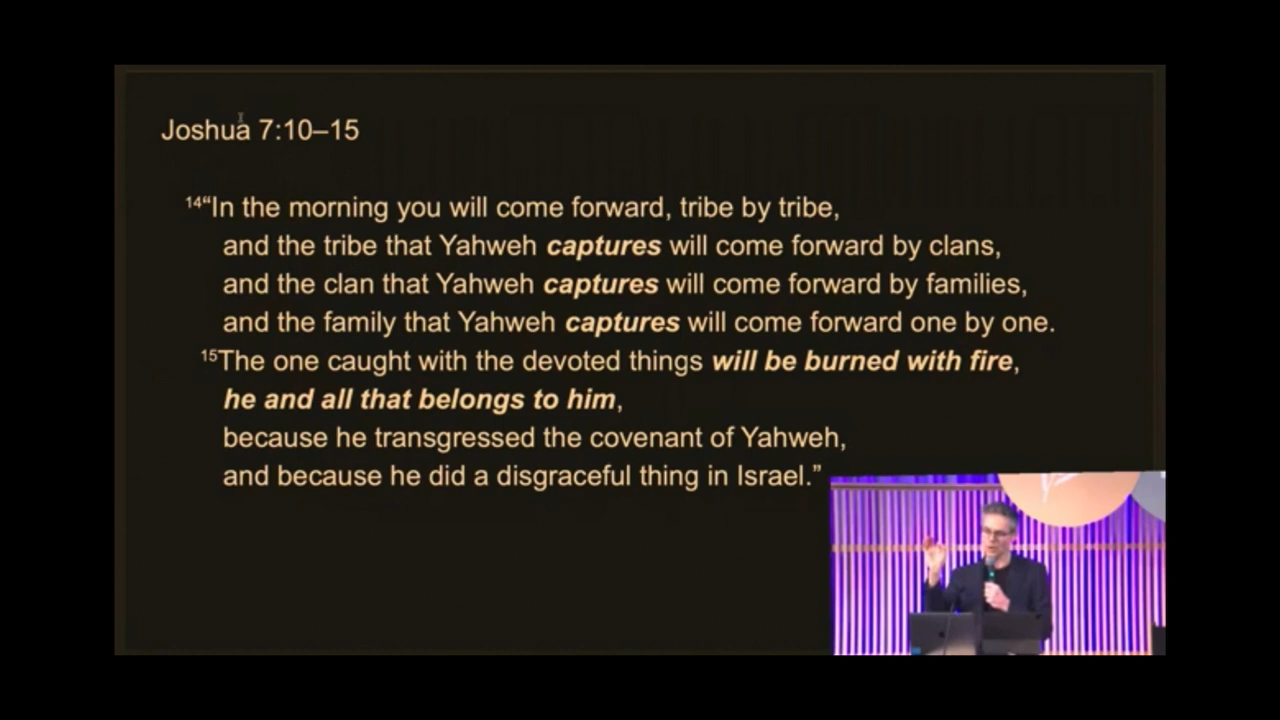 Joshua 7:10–15
¹⁴“In the morning you will come forward, tribe by tribe,
and the tribe that Yahweh captures will come forward by clans,
and the clan that Yahweh captures will come forward by families,
and the family that Yahweh captures will come forward one by one.
¹⁵The one caught with the devoted things will be burned with fire,
he and all that belongs to him,
because he transgressed the covenant of Yahweh,
and because he did a disgraceful thing in Israel.”